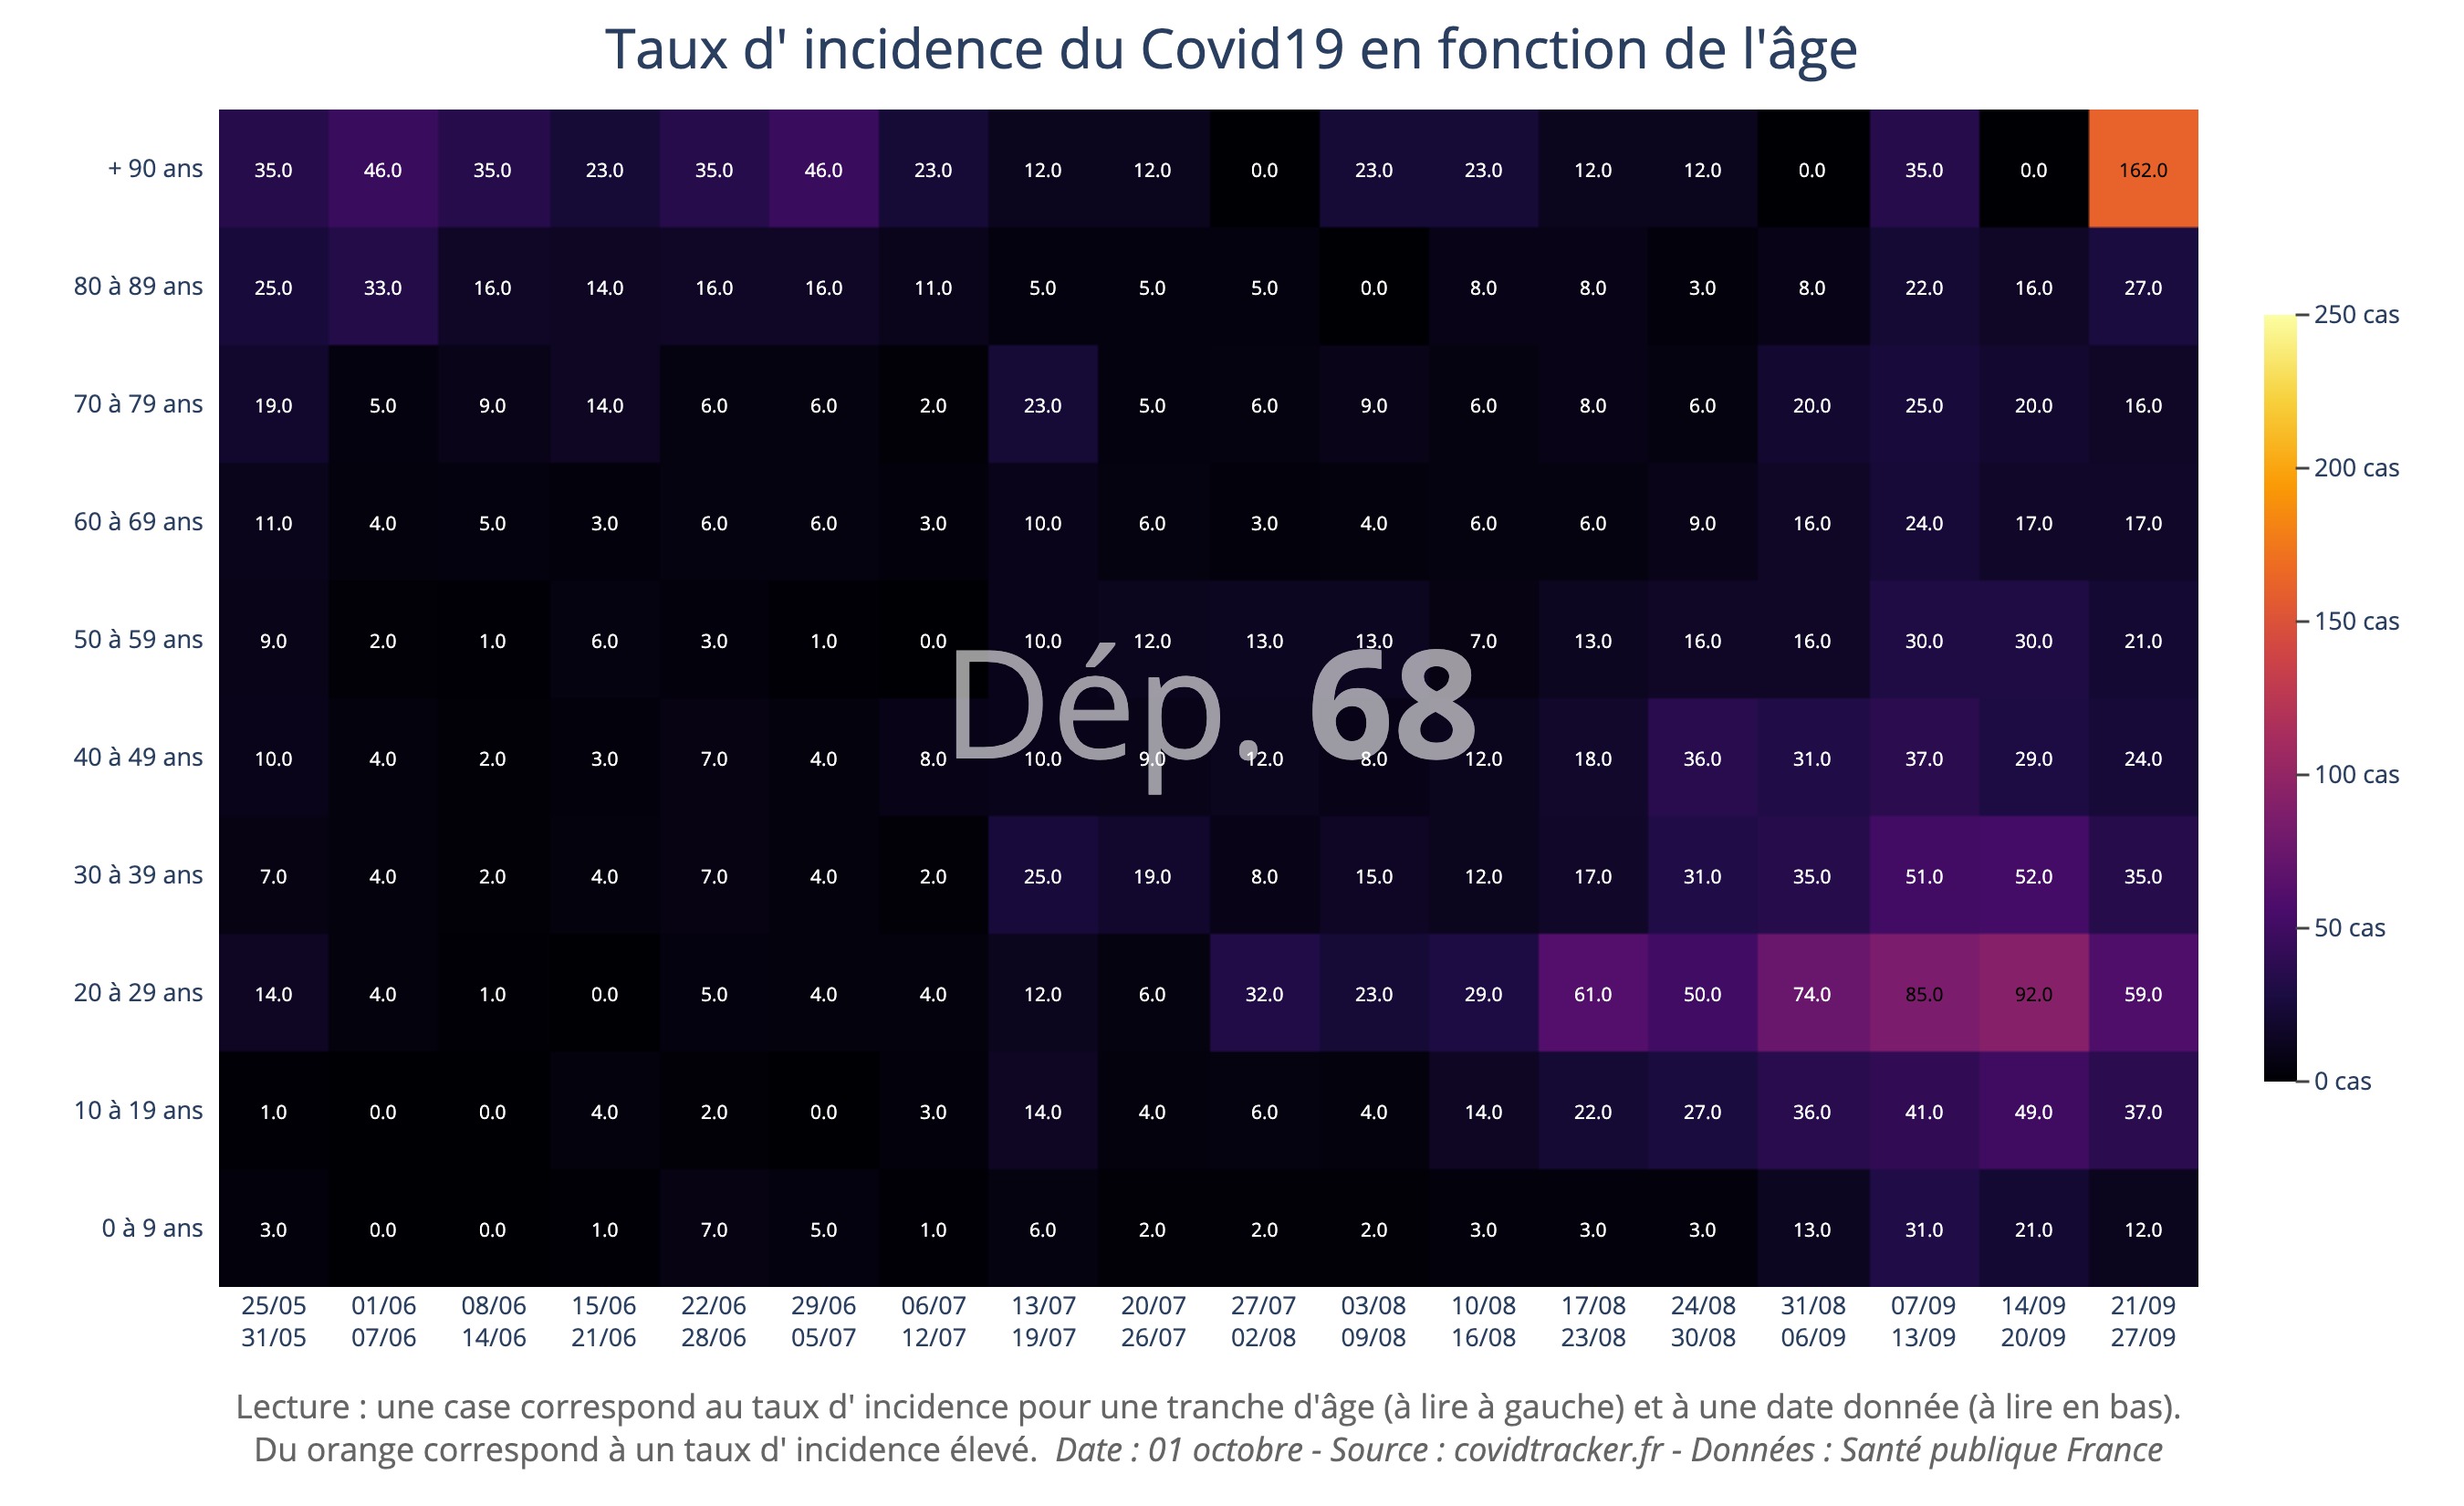 Taux d' incidence du Covid19 en fonction de l'âge
+ 90 ans 35.0 46.0 35.0 23.0 35.0 46.0 23.0 12.0 12.0 0.0 23.0 23.0 12.0 12.0 0.0 35.0 0.0 162.0
80 à 89 ans 25.0 33.0 16.0 14.0 16.0 16.0 11.0 5.0 5.0 5.0 0.0 8.0 8.0 3.0 8.0 22.0 16.0 27.0
250 cas
70 à 79 ans 19.0 5.0 9.0 14.0 6.0 6.0 2.0 23.0 5.0 6.0 9.0 6.0 8.0 6.0 20.0 25.0 20.0 16.0
200 cas
60 à 69 ans 11.0 4.0 5.0 3.0 6.0 6.0 3.0 10.0 6.0 3.0 4.0 6.0 6.0 9.0 16.0 24.0 17.0 17.0
150 cas
50 à 59 ans 9.0 2.0 1.0 6.0 3.0 1.0 0.0 10.0 12.0 13.0 13.0 7.0 13.0 16.0 16.0 30.0 30.0 21.0
Dép. 68
40 à 49 ans 10.0 4.0 2.0 3.0 7.0 4.0 8.0 10.0 9.0 12.0 8.0 12.0 18.0 36.0 31.0 37.0 29.0 24.0
100 cas
30 à 39 ans 7.0 4.0 2.0 4.0 7.0 4.0 2.0 25.0 19.0 8.0 15.0 12.0 17.0 31.0 35.0 51.0 52.0 35.0
50 cas
20 à 29 ans 14.0 4.0 1.0 0.0 5.0 4.0 4.0 12.0 6.0 32.0 23.0 29.0 61.0 50.0 74.0 85.0 92.0 59.0
0 cas
10 à 19 ans 1.0 0.0 0.0 4.0 2.0 0.0 3.0 14.0 4.0 6.0 4.0 14.0 22.0 27.0 36.0 41.0 49.0 37.0
0 à 9 ans 3.0 0.0 0.0 1.0 7.0 5.0 1.0 6.0 2.0 2.0 2.0 3.0 3.0 3.0 13.0 31.0 21.0 12.0
25/05 01/06 08/06 15/06 22/06 29/06 06/07 13/07 20/07 27/07 03/08 10/08 17/08 24/08 31/08 07/09 14/09 21/09
31/05 07/06 14/06 21/06 28/06 05/07 12/07 19/07 26/07 02/08 09/08 16/08 23/08 30/08 06/09 13/09 20/09 27/09
Lecture : une case correspond au taux d' incidence pour une tranche d'âge (à lire à gauche) et à une date donnée (à lire en bas).
Du orange correspond à un taux d' incidence élevé. Date : 01 octobre - Source : covidtracker.fr - Données : Santé publique France